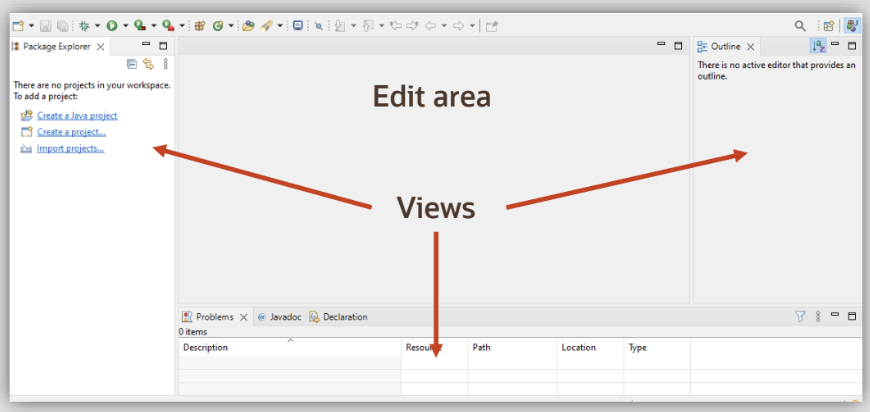 Package Explorer
There are no projects in your workspace.
To add a project:
Create a Java project
Create a project...
Import projects...
Edit area
Views
Outline
There is no active editor that provides an
outline.
Problems Javadoc Declaration
0 items
Description Resource Path Location Type